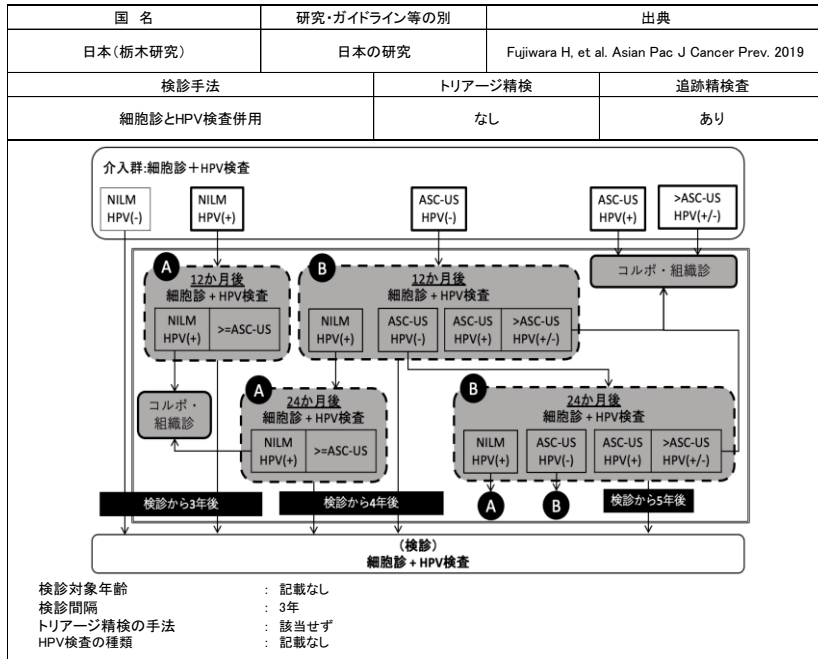 国 名 研究・ガイドライン等の別 出典
日本(栃木研究) 日本の研究 Fujiwara H, et al. Asian Pac J Cancer Prev. 2019
検診手法 トリアージ精検 追跡精検査
細胞診とHPV検査併用 なし あり
介入群:細胞診+HPV検査
NILM HPV(-)
NILM HPV(+)
ASC-US HPV(-)
ASC-US HPV(+)
>ASC-US HPV(+/-)
コルポ・組織診
A
12か月後
細胞診 + HPV検査
NILM HPV(+)
>=ASC-US
B
12か月後
細胞診 + HPV検査
NILM HPV(+)
ASC-US HPV(-)
ASC-US HPV(+)
>ASC-US HPV(+/-)
コルポ・
組織診
A
24か月後
細胞診 + HPV検査
NILM HPV(+)
>=ASC-US
B
24か月後
細胞診 + HPV検査
NILM HPV(+)
ASC-US HPV(-)
ASC-US HPV(+)
>ASC-US HPV(+/-)
検診から3年後
検診から4年後
A
B
検診から5年後
(検診)
細胞診 + HPV検査
検診対象年齢 : 記載なし
検診間隔 : 3年
トリアージ精検の手法 : 該当せず
HPV検査の種類 : 記載なし